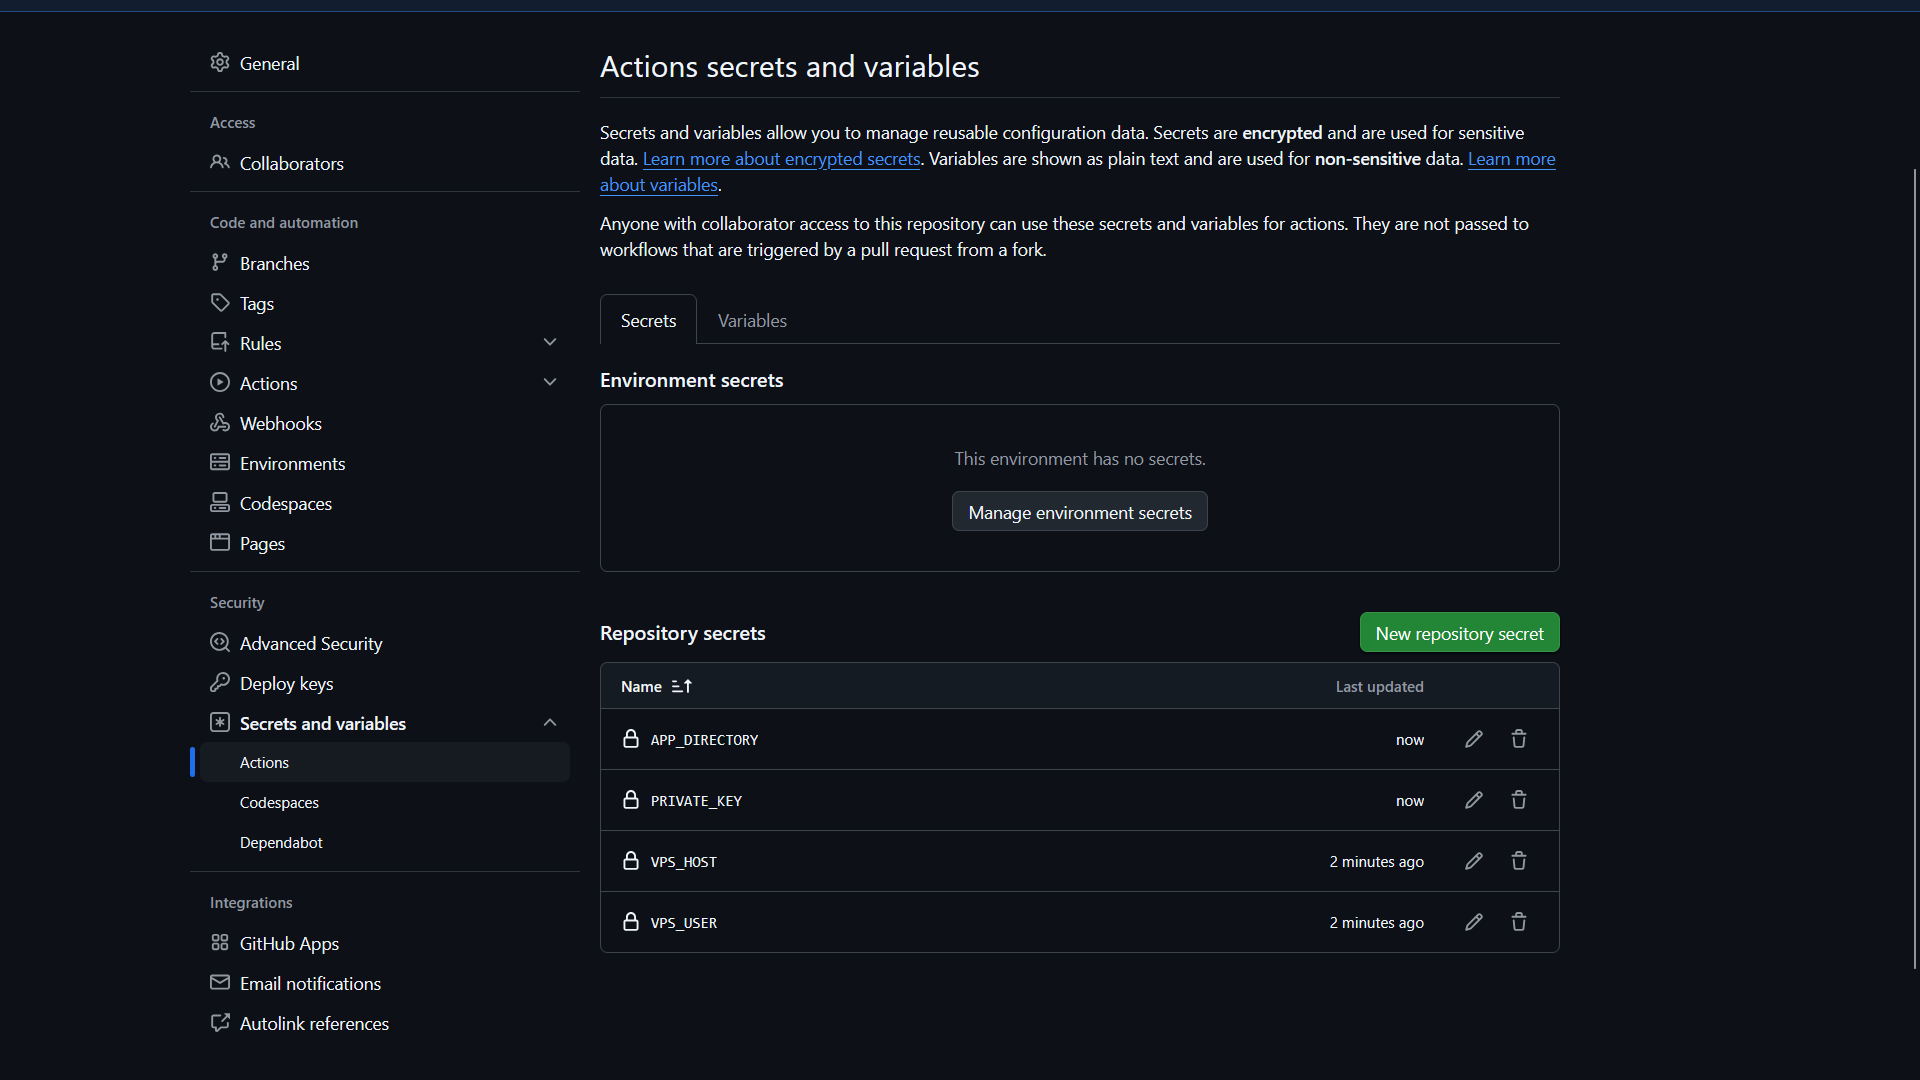 General
Access
Collaborators
Code and automation
Branches
Tags
Rules
Actions
Webhooks
Environments
Codespaces
Pages
Security
Advanced Security
Deploy keys
Secrets and variables
Actions
Codespaces
Dependabot
Integrations
GitHub Apps
Email notifications
Autolink references
Actions secrets and variables
Secrets and variables allow you to manage reusable configuration data. Secrets are encrypted and are used for sensitive
data. Learn more about encrypted secrets. Variables are shown as plain text and are used for non-sensitive data. Learn more
about variables.
Anyone with collaborator access to this repository can use these secrets and variables for actions. They are not passed to
workflows that are triggered by a pull request from a fork.
Secrets Variables
Environment secrets
This environment has no secrets.
Manage environment secrets
Repository secrets New repository secret
Name Last updated
APP_DIRECTORY now
PRIVATE_KEY now
VPS_HOST 2 minutes ago
VPS_USER 2 minutes ago